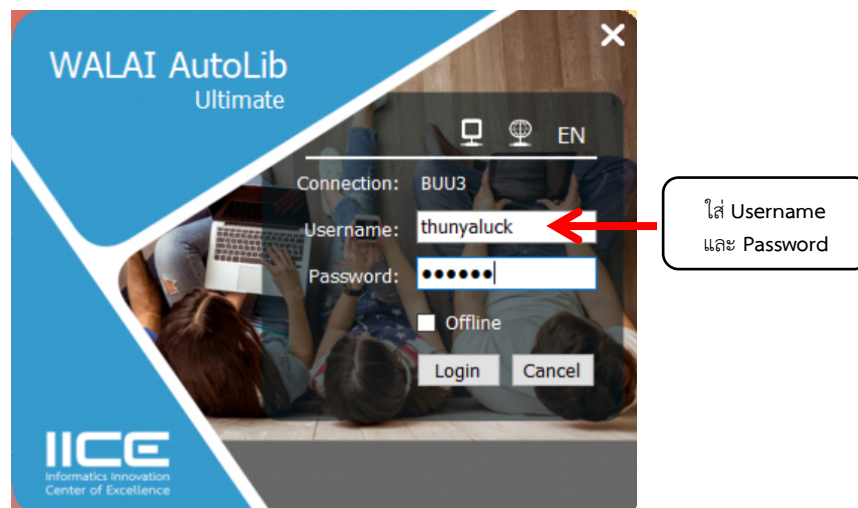 WALAI AutoLib
Ultimate
EN
Connection: BUU3
Username: thunyaluck
Password: ●●●●●●
Offline
Login Cancel
ใส่ Username
และ Password
IICE
Informatics Innovation
Center of Excellence